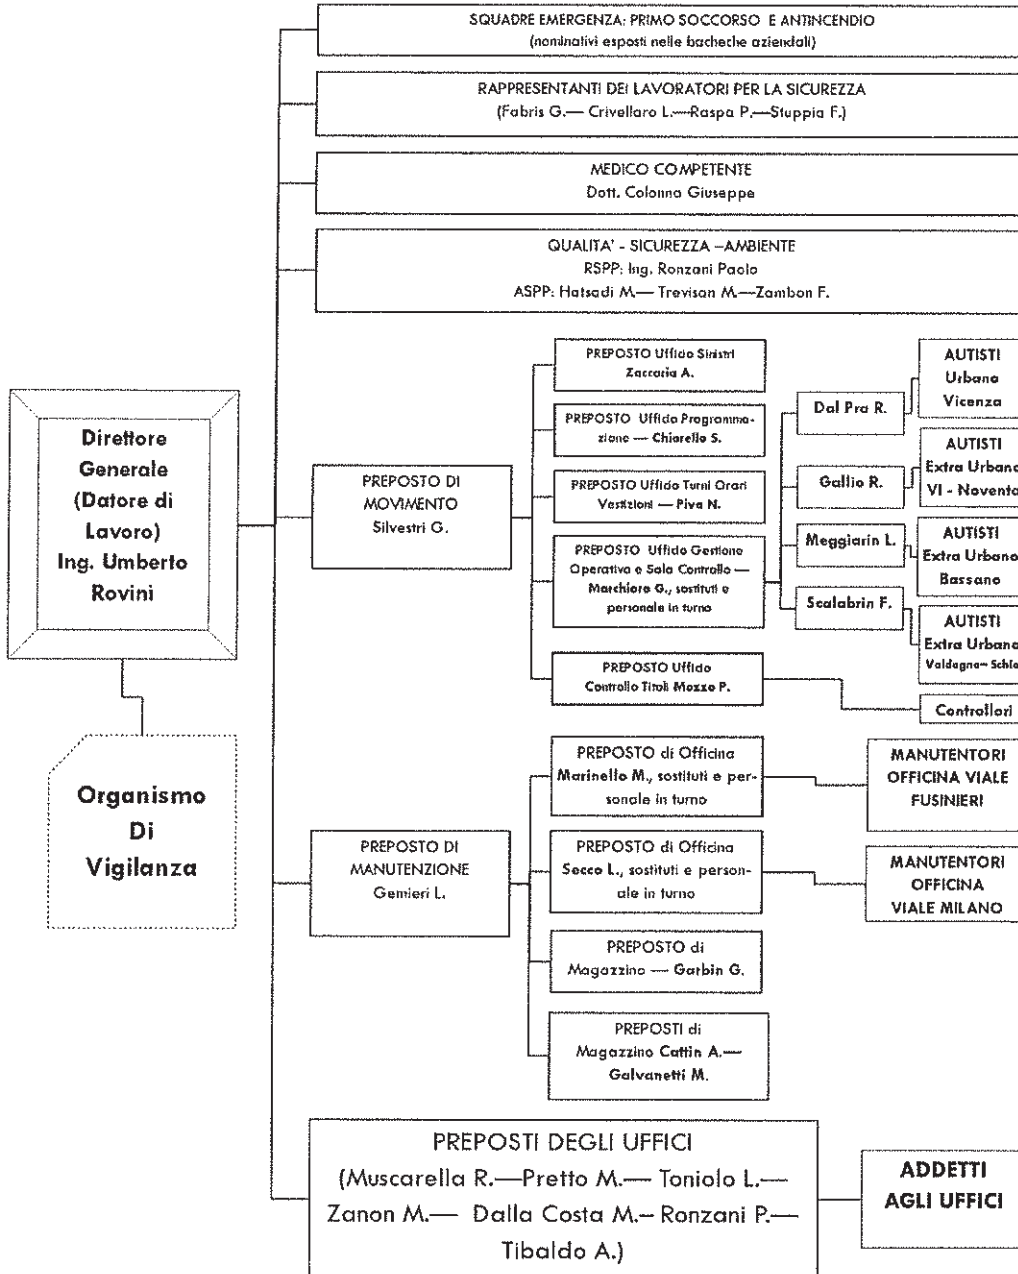 SQUADRE EMERGENZA: PRIMO SOCCORSO E ANTINCENDIO
(nominativi esposti nelle bacheche aziendali)
RAPPRESENTANTI DEI LAVORATORI PER LA SICUREZZA
(Fabris G.— Crivellaro L.—Raspa P.—Stuppia F.)
MEDICO COMPETENTE
Dott. Colonna Giuseppe
QUALITA' - SICUREZZA –AMBIENTE
RSPP: Ing. Ronzani Paolo
ASPP: Hatsadi M.— Trevisan M.—Zambon F.
Direttore
Generale
(Datore di
Lavoro)
Ing. Umberto
Rovini
Organismo
Di
Vigilanza
PREPOSTO DI
MOVIMENTO
Silvestri G.
PREPOSTO Ufficio Sinistri
Zaccaria A.
PREPOSTO Ufficio Programma-
zione — Chiarello S.
PREPOSTO Ufficio Turni Orari
Vestizioni — Piva N.
PREPOSTO Ufficio Gestione
Operativa e Sala Controllo —
Marchioro G., sostituti e
personale in turno
PREPOSTO Ufficio
Controllo Titoli Mozzo P.
Dal Pra R.
Gallio R.
Meggiarin L.
Scalabrin F.
AUTISTI
Urbano
Vicenza
AUTISTI
Extra Urbano
VI - Noventa
AUTISTI
Extra Urbano
Bassano
AUTISTI
Extra Urbano
Valdagno– Schio
Controllori
PREPOSTO DI
MANUTENZIONE
Gemieri L.
PREPOSTO di Officina
Marinello M., sostituti e per-
sonale in turno
PREPOSTO di Officina
Secco L., sostituti e person-
ale in turno
PREPOSTO di
Magazzino — Garbin G.
PREPOSTI di
Magazzino Cattin A.—
Galvanetti M.
MANUTENTORI
OFFICINA VIALE
FUSINIERI
MANUTENTORI
OFFICINA
VIALE MILANO
PREPOSTI DEGLI UFFICI
(Muscarella R.—Pretto M.— Toniolo L.—
Zanon M.— Dalla Costa M.– Ronzani P.—
Tibaldo A.)
ADDETTI
AGLI UFFICI